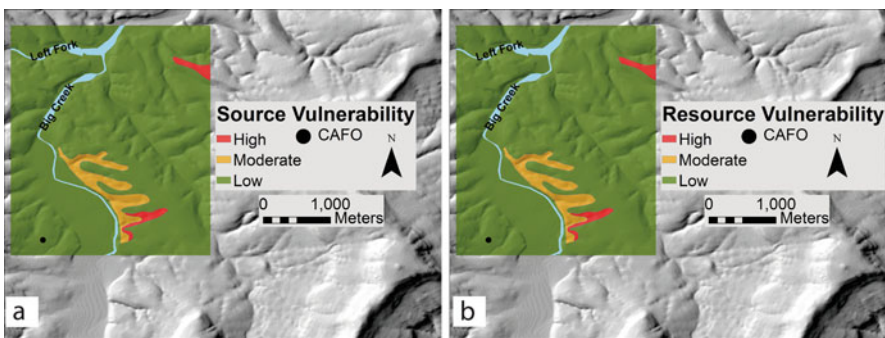 Left Fork
Big Creek
Source Vulnerability
High
CAFO
N
Moderate
Low
0 1,000
Meters
a
Left Fork
Big Creek
Resource Vulnerability
High
CAFO
N
Moderate
Low
0 1,000
Meters
b